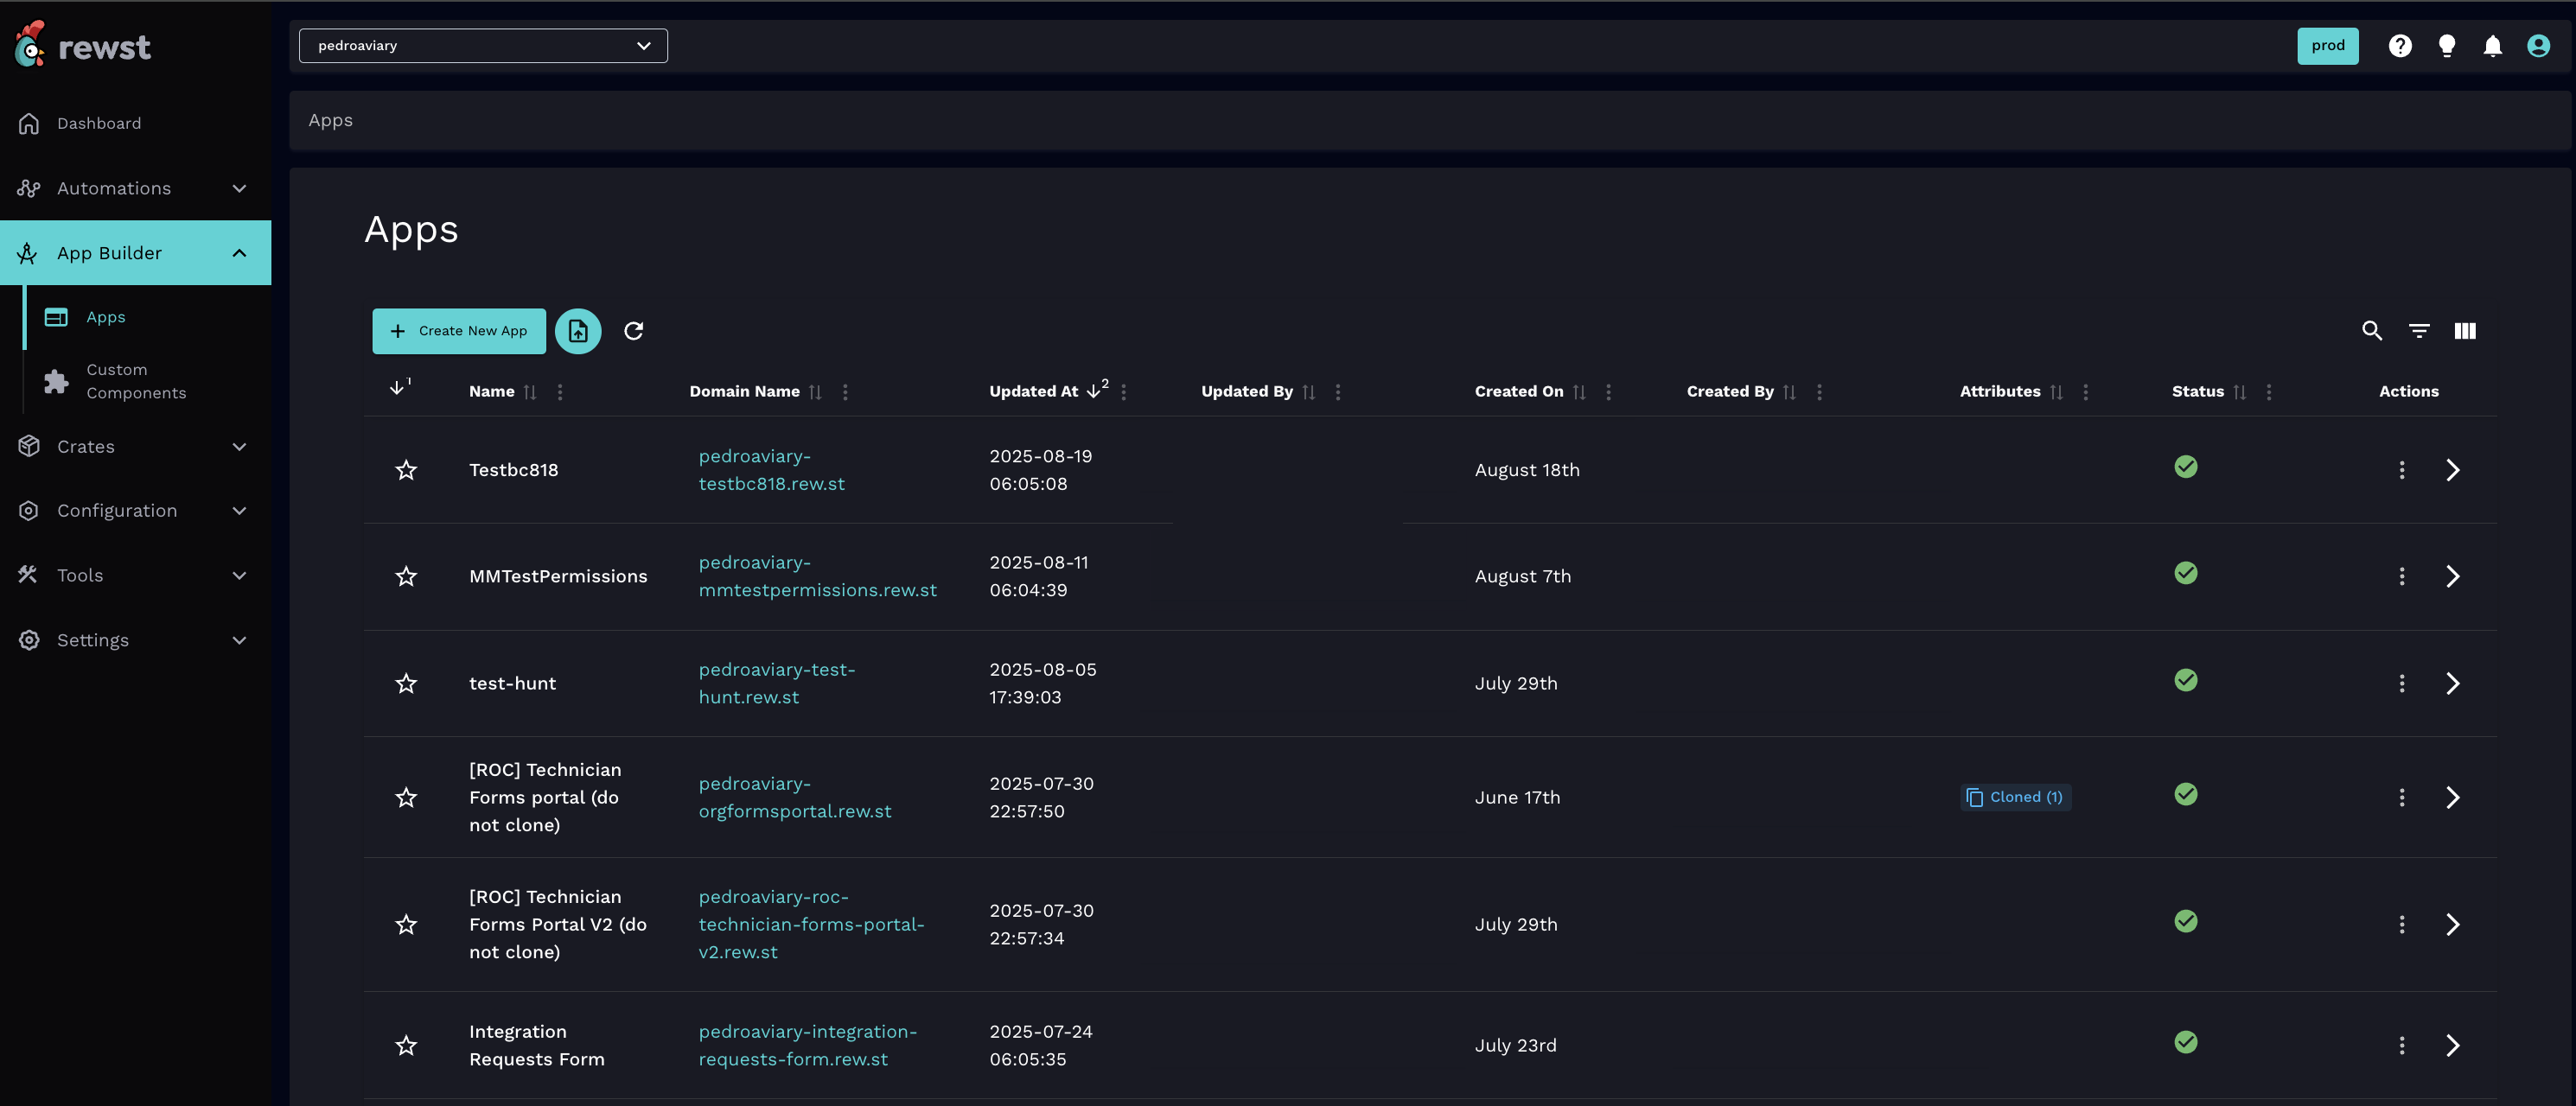 rewst
pedroaviary
prod
Dashboard
Automations
App Builder
Apps
Custom
Components
Crates
Configuration
Tools
Settings
Apps
Apps
Create New App
1 Name Domain Name Updated At 2 Updated By Created On Created By Attributes Status Actions
Testbc818
pedroaviary-
testbc818.rew.st
2025-08-19
06:05:08
August 18th
MMTestPermissions
pedroaviary-
mmtestpermissions.rew.st
2025-08-11
06:04:39
August 7th
test-hunt
pedroaviary-test-
hunt.rew.st
2025-08-05
17:39:03
July 29th
[ROC] Technician
Forms portal (do
not clone)
pedroaviary-
orgformsportal.rew.st
2025-07-30
22:57:50
June 17th
Cloned (1)
[ROC] Technician
Forms Portal V2 (do
not clone)
pedroaviary-roc-
technician-forms-portal-
v2.rew.st
2025-07-30
22:57:34
July 29th
Integration
Requests Form
pedroaviary-integration-
requests-form.rew.st
2025-07-24
06:05:35
July 23rd